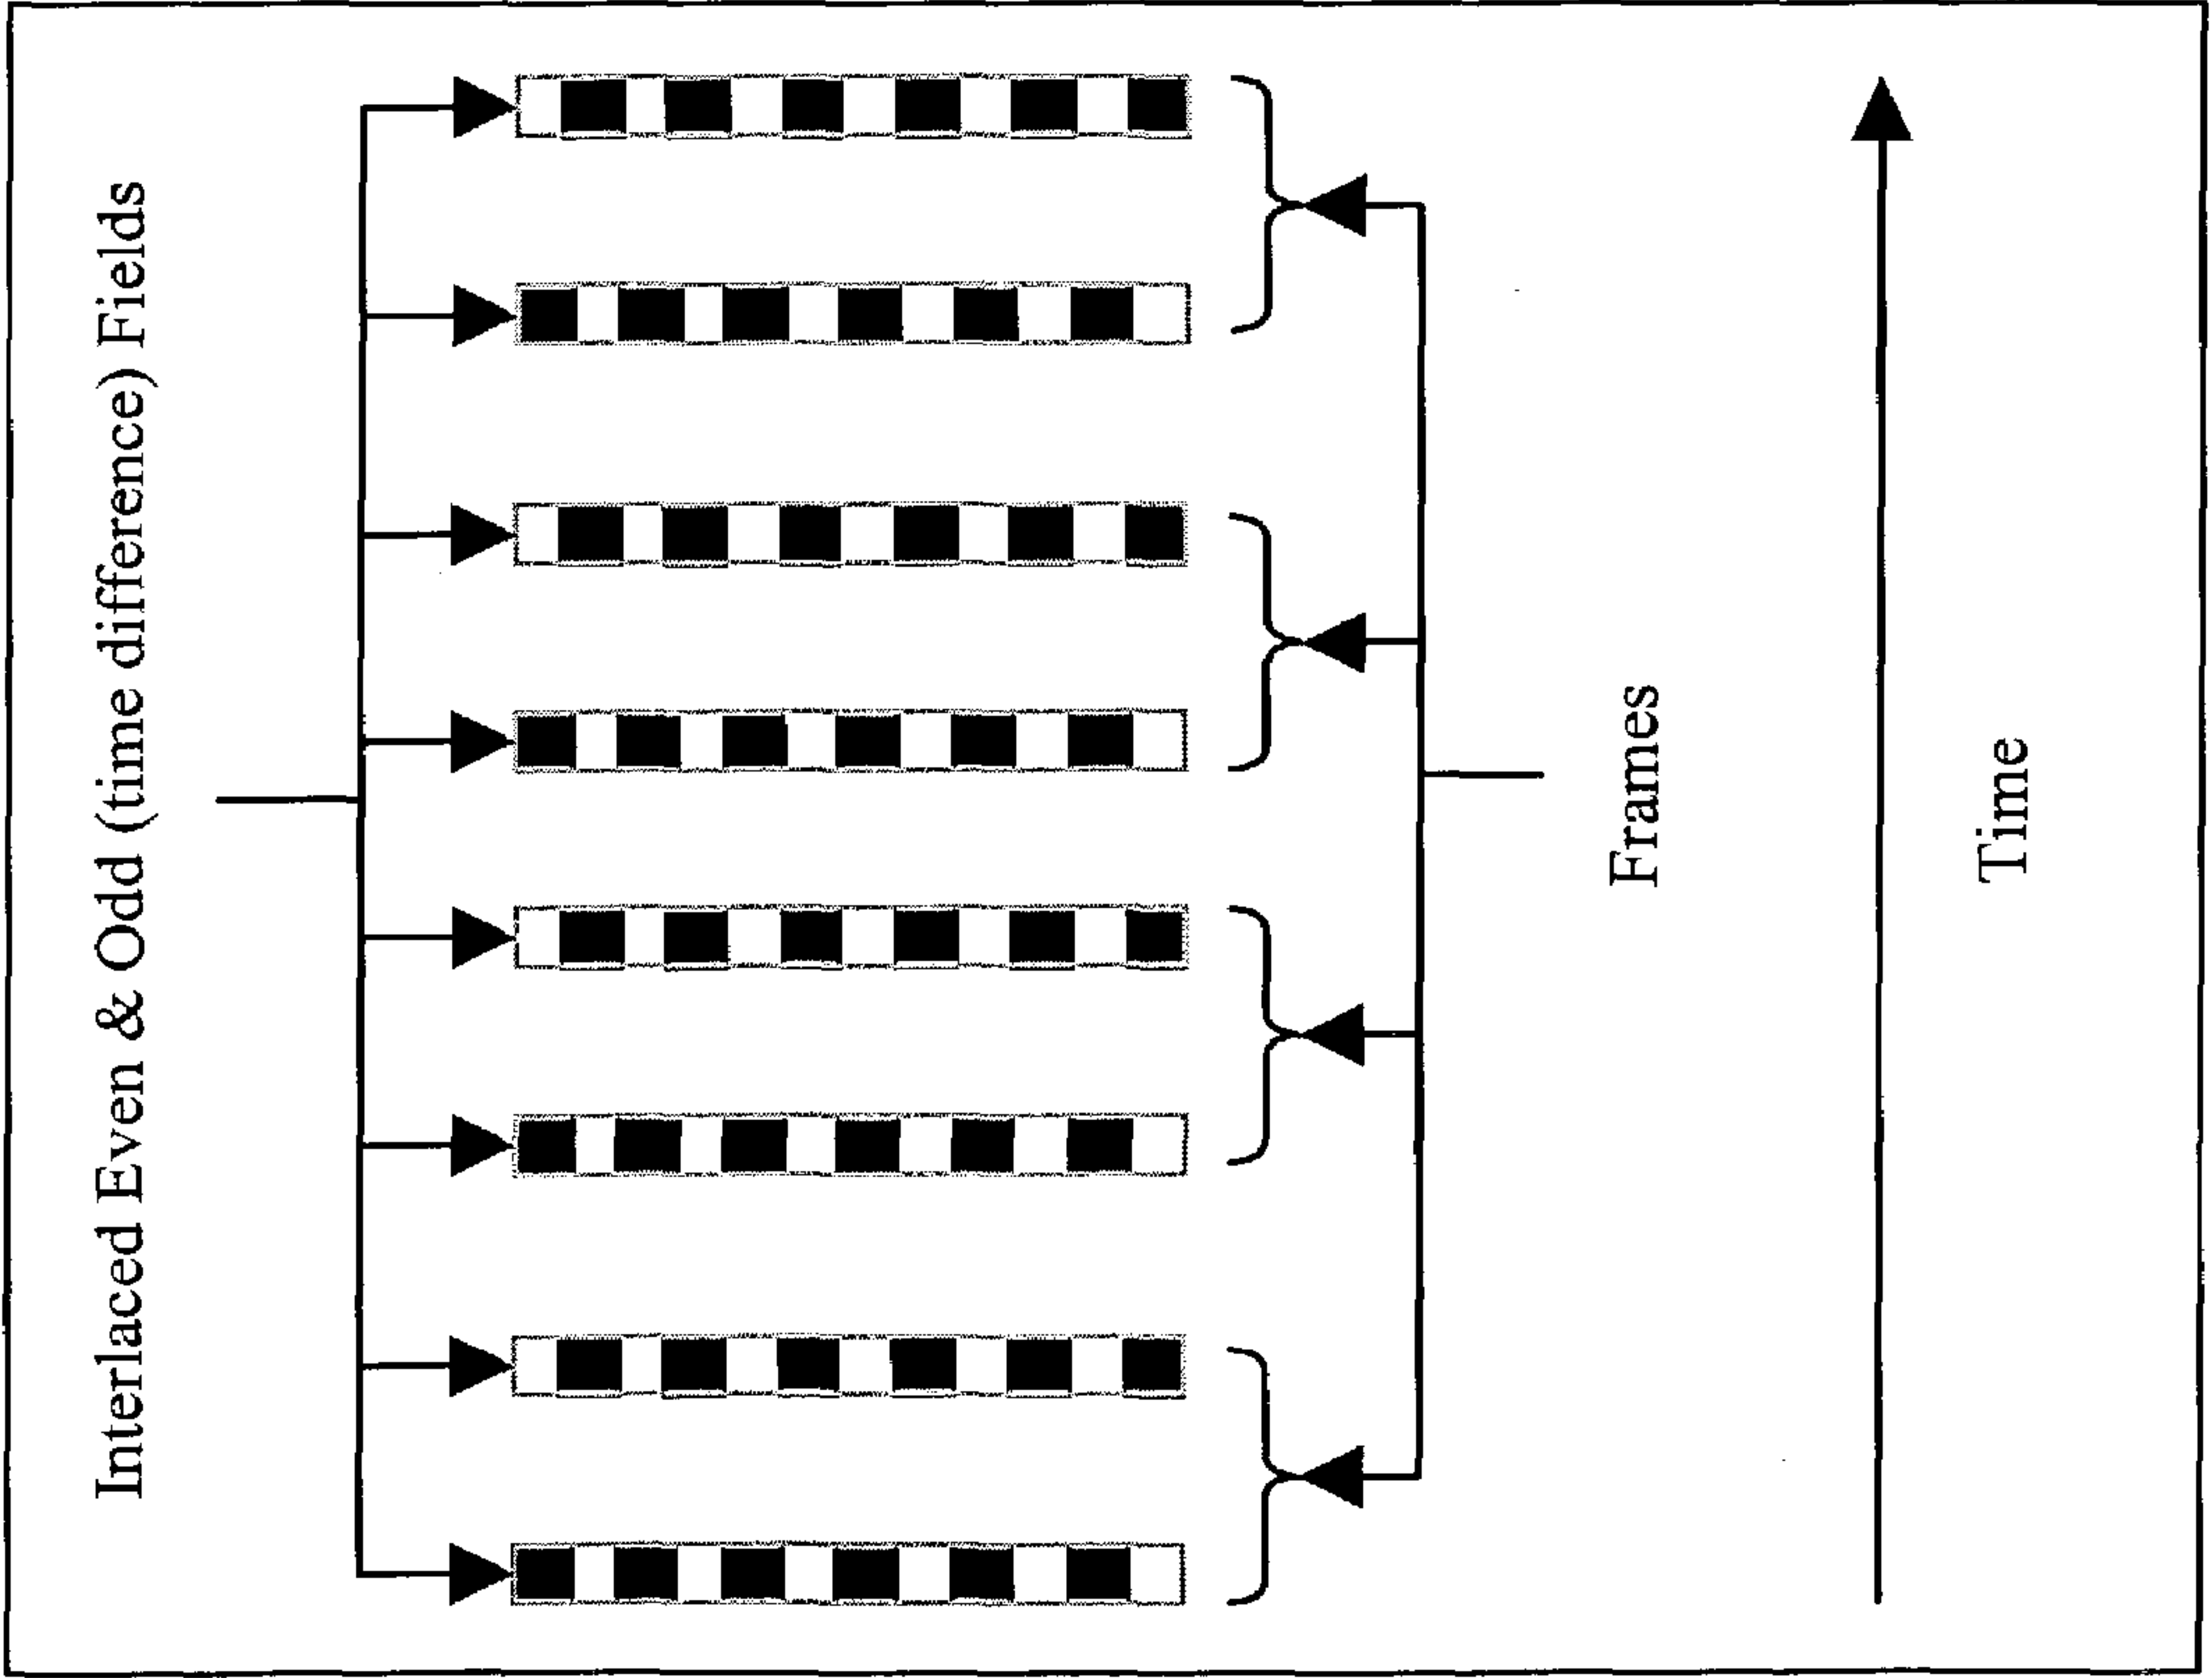 Interlaced Even & Odd (time difference) Fields
Frames
Time